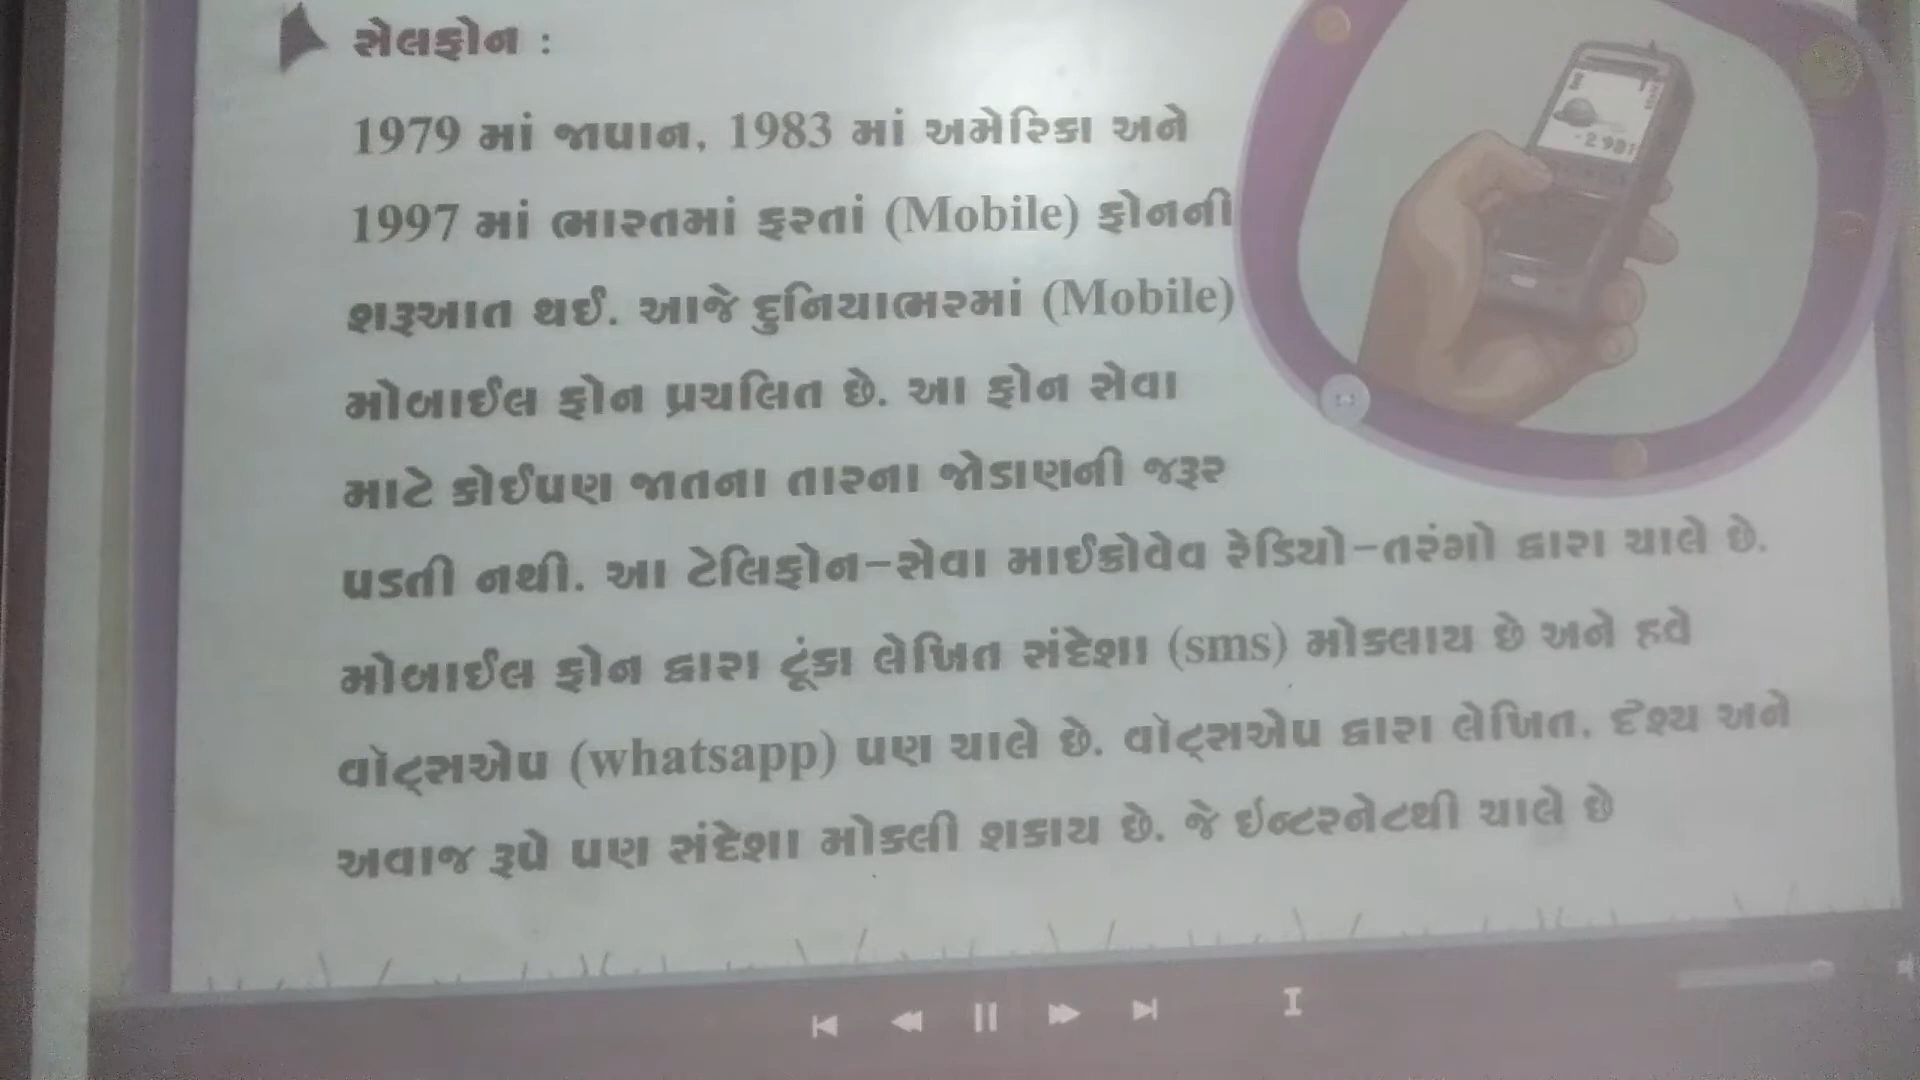 સેલફોન :
1979 માં જાપાન, 1983 માં અમેરિકા અને
1997 માં ભારતમાં ફરતાં (Mobile) ફોનની
શરૂઆત થઈ. આજે દુનિયાભરમાં (Mobile)
મોબાઈલ ફોન પ્રચલિત છે. આ ફોન સેવા
માટે કોઈપણ જાતના તારના જોડાણની જરૂર
પડતી નથી. આ ટેલિફોન-સેવા માઈક્રોવેવ રેડિયો-તરંગો દ્વારા ચાલે છે.
મોબાઈલ ફોન દ્વારા ટૂંકા લેખિત સંદેશા (sms) મોકલાય છે અને હવે
વૉટ્સએપ (whatsapp) પણ ચાલે છે. વૉટ્સએપ દ્વારા લેખિત, દૃશ્ય અને
અવાજ રૂપે પણ સંદેશા મોકલી શકાય છે. જે ઇન્ટરનેટથી ચાલે છે